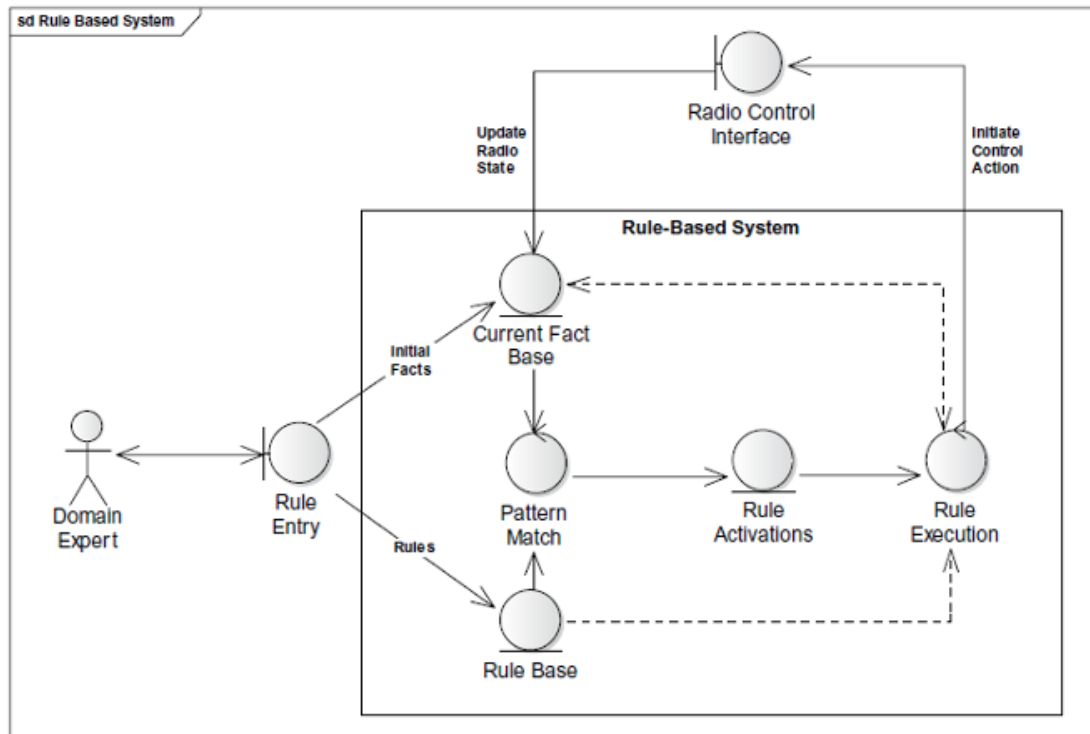 sd Rule Based System
Radio Control
Interface
Update
Radio
State
Initiate
Control
Action
Rule-Based System
Current Fact
Base
Initial
Facts
Domain
Expert
Rule
Entry
Pattern
Match
Rule
Activations
Rule
Execution
Rules
Rule Base